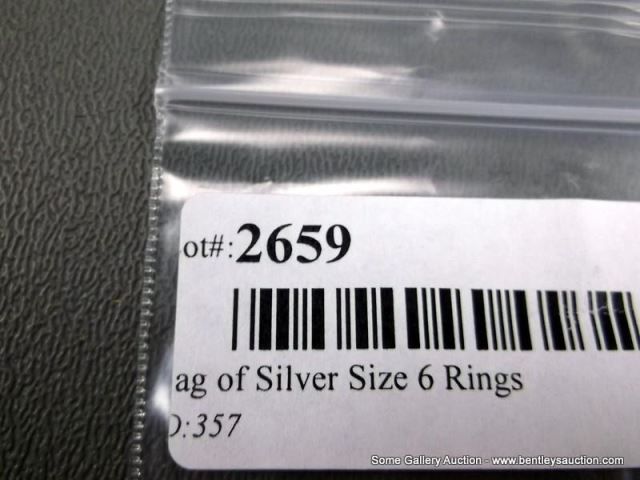 ot#:2659
ag of Silver Size 6 Rings
D:357
Some Gallery Auction - www.bentleysauction.com